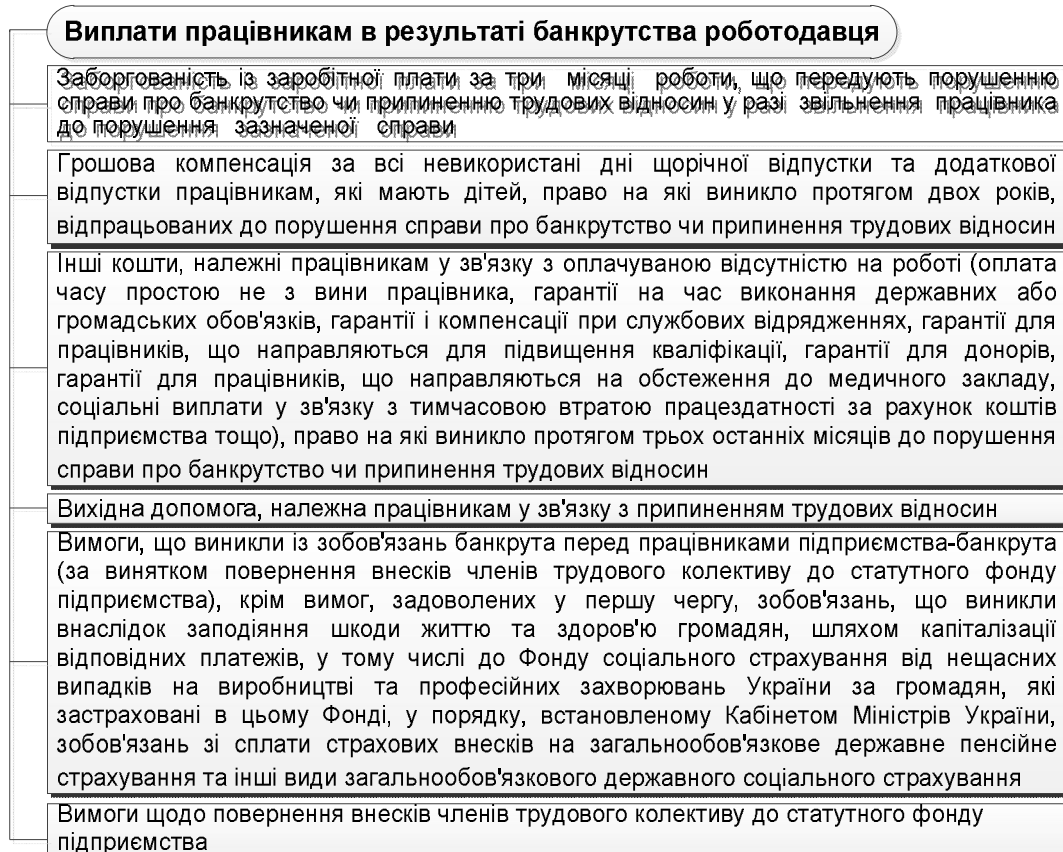 Виплати працівникам в результаті банкрутства роботодавця
Заборгованість із заробітної плати за три місяці роботи, що передують порушенню
справи про банкрутство чи припиненню трудових відносин у разі звільнення працівника
до порушення зазначеної справи
Грошова компенсація за всі невикористані дні щорічної відпустки та додаткової
відпустки працівникам, які мають дітей, право на які виникло протягом двох років,
відпрацьованих до порушення справи про банкрутство чи припинення трудових відносин
Інші кошти, належні працівникам у зв'язку з оплачуваною відсутністю на роботі (оплата
часу простою не з вини працівника, гарантії на час виконання державних або
громадських обов'язків, гарантії і компенсації при службових відрядженнях, гарантії для
працівників, що направляються для підвищення кваліфікації, гарантії для донорів,
гарантії для працівників, що направляються на обстеження до медичного закладу,
соціальні виплати у зв'язку з тимчасовою втратою працездатності за рахунок коштів
підприємства тощо), право на які виникло протягом трьох останніх місяців до порушення
справи про банкрутство чи припинення трудових відносин
Вихідна допомога, належна працівникам у зв'язку з припиненням трудових відносин
Вимоги, що виникли із зобов'язань банкрута перед працівниками підприємства-банкрута
(за винятком повернення внесків членів трудового колективу до статутного фонду
підприємства), крім вимог, задоволених у першу чергу, зобов'язань, що виникли
внаслідок заподіяння шкоди життю та здоров'ю громадян, шляхом капіталізації
відповідних платежів, у тому числі до Фонду соціального страхування від нещасних
випадків на виробництві та професійних захворювань України за громадян, які
застраховані в цьому Фонді, у порядку, встановленому Кабінетом Міністрів України,
зобов'язань зі сплати страхових внесків на загальнообов'язкове державне пенсійне
страхування та інші види загальнообов'язкового державного соціального страхування
Вимоги щодо повернення внесків членів трудового колективу до статутного фонду
підприємства